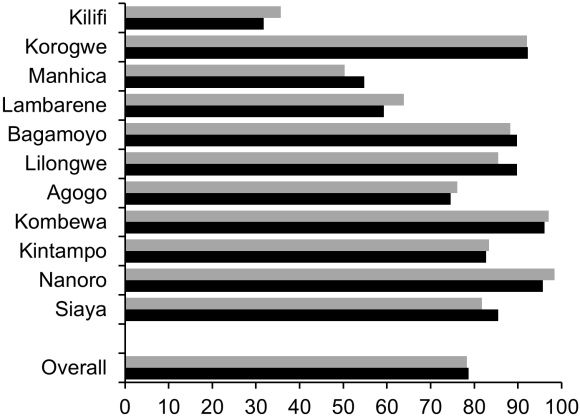 Kilifi
Korogwe
Manhica
Lambarene
Bagamoyo
Lilongwe
Agogo
Kombewa
Kintampo
Nanoro
Siaya
Overall
0 10 20 30 40 50 60 70 80 90 100